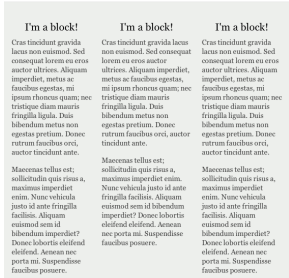 I'm a block!
Cras tincidunt gravida
lacus non euismod. Sed
consequat lorem eu eros
auctor ultrices. Aliquam
imperdiet, metus ac
faucibus egestas, mi
ipsum rhoncus quam; nec
tristique diam mauris
fringilla ligula. Duis
bibendum metus non
egestas pretium. Donec
rutrum faucibus orci, auctor
tincidunt ante.
Maecenas tellus est;
sollicitudin quis risus a,
maximus imperdiet
enim. Nunc vehicula
justo id ante fringilla
facilisis. Aliquam
euismod sem id
bibendum imperdiet?
Donec lobortis eleifend
eleifend. Aenean nec
porta mi. Suspendisse
faucibus posuere.
I'm a block!
Cras tincidunt gravida lacus
non euismod. Sed consequat
lorem eu eros auctor
ultrices. Aliquam imperdiet,
metus ac faucibus egestas,
mi ipsum rhoncus quam;
nec tristique diam mauris
fringilla ligula. Duis
bibendum metus non
egestas pretium. Donec
rutrum faucibus orci, auctor
tincidunt ante.
Maecenas tellus est;
sollicitudin quis risus a,
maximus imperdiet enim.
Nunc vehicula justo id ante
fringilla facilisis. Aliquam
euismod sem id bibendum
imperdiet? Donec lobortis
eleifend eleifend. Aenean
nec porta mi. Suspendisse
faucibus posuere.
I'm a block!
Cras tincidunt gravida
lacus non euismod. Sed
consequat lorem eu eros
auctor ultrices. Aliquam
imperdiet, metus ac
faucibus egestas, mi
ipsum rhoncus quam; nec
tristique diam mauris
fringilla ligula. Duis
bibendum metus non
egestas pretium. Donec
rutrum faucibus orci,
auctor tincidunt ante.
Maecenas tellus est;
sollicitudin quis risus a,
maximus imperdiet
enim. Nunc vehicula
justo id ante fringilla
facilisis. Aliquam
euismod sem id
bibendum imperdiet?
Donec lobortis eleifend
eleifend. Aenean nec
porta mi. Suspendisse
faucibus posuere.